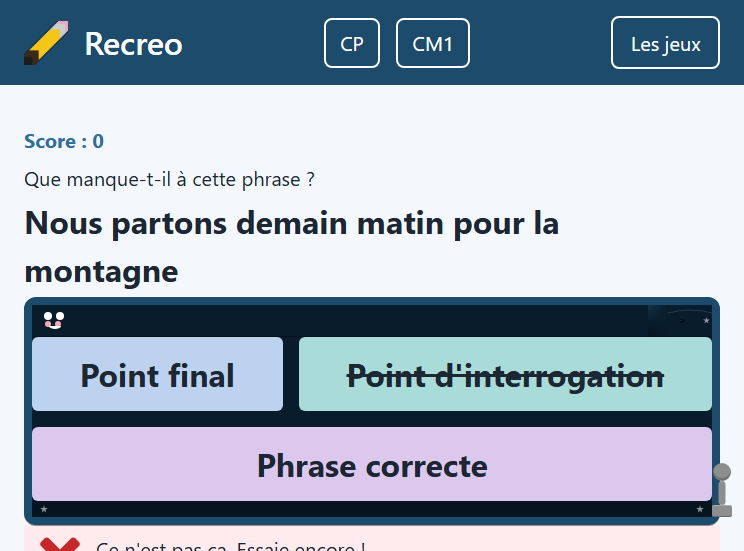 Recreo
CP
CM1
Les jeux
Score : 0
Que manque-t-il à cette phrase ?
Nous partons demain matin pour la
montagne
Point final
Point d'interrogation
Phrase correcte
Ce n'est pas ça. Essaie encore !